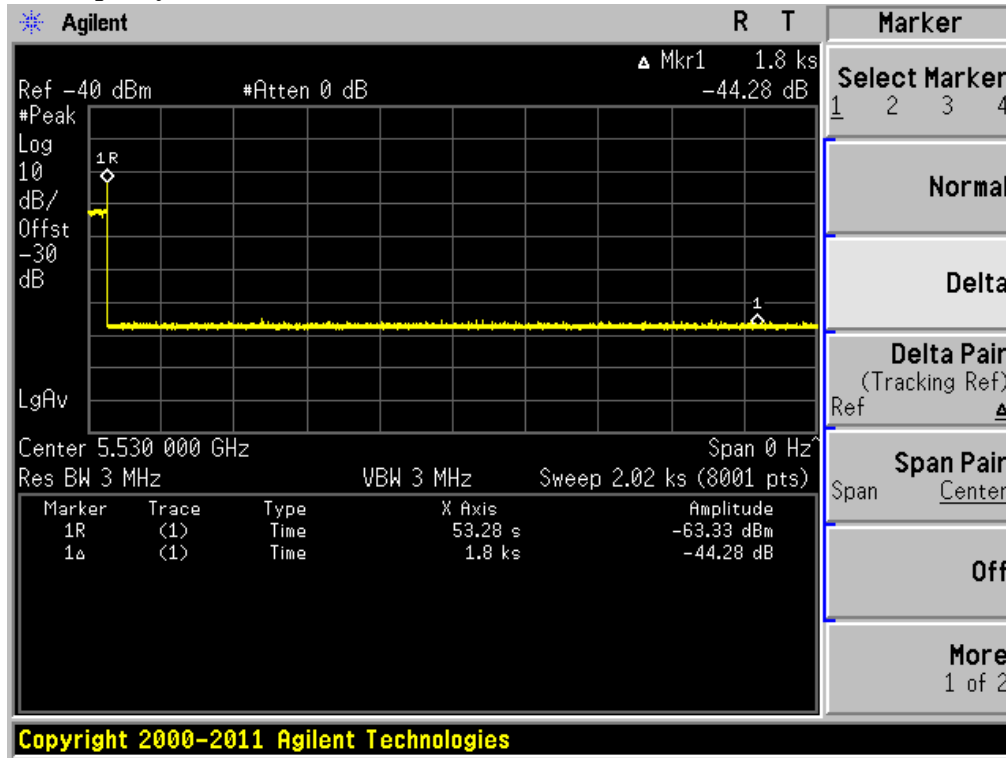 Agilent R T Marker
Δ Mkr1 1.8 ks
Ref -40 dBm #Atten 0 dB -44.28 dB
#Peak
Log
10
dB/
Offst
-30
dB
1R
1
LgAv
Center 5.530 000 GHz Span 0 Hz^
Res BW 3 MHz VBW 3 MHz Sweep 2.02 ks (8001 pts)
Marker Trace Type X Axis Amplitude
1R (1) Time 53.28 s -63.33 dBm
1Δ (1) Time 1.8 ks -44.28 dB
Select Marker
1 2 3 4
Normal
Delta
Delta Pair
(Tracking Ref)
Ref Δ
Span Pair
Span Center
Off
More
1 of 2
Copyright 2000-2011 Agilent Technologies